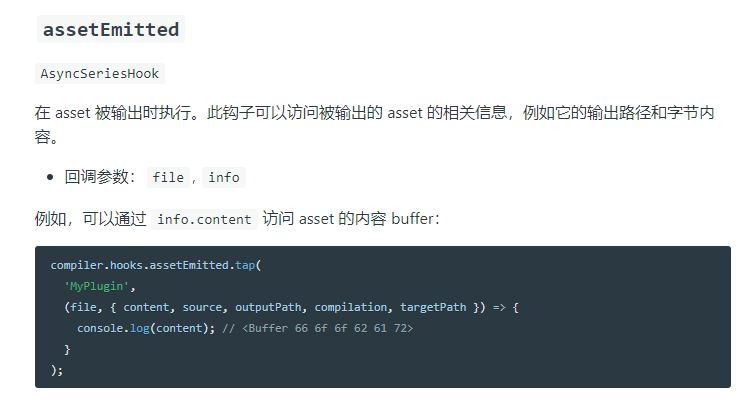 assetEmitted
AsyncSeriesHook
在 asset 被输出时执行。此钩子可以访问被输出的 asset 的相关信息，例如它的输出路径和字节内
容。
• 回调参数： file , info
例如，可以通过 info.content 访问 asset 的内容 buffer：
compiler.hooks.assetEmitted.tap(
  'MyPlugin',
  (file, { content, source, outputPath, compilation, targetPath }) => {
    console.log(content); // <Buffer 66 6f 6f 62 61 72>
  }
);